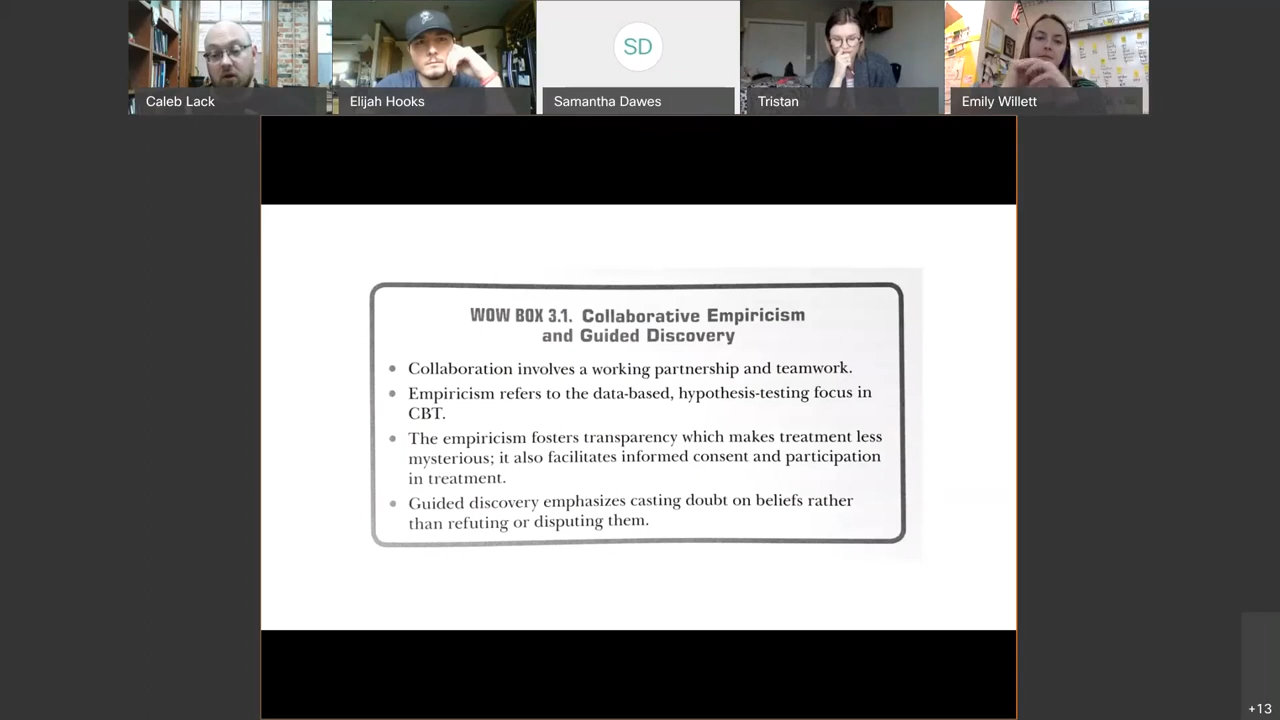 SD
Caleb Lack
Elijah Hooks
Samantha Dawes
Tristan
Emily Willett
WOW BOX 3.1. Collaborative Empiricism
and Guided Discovery
• Collaboration involves a working partnership and teamwork.
• Empiricism refers to the data-based, hypothesis-testing focus in
CBT.
• The empiricism fosters transparency which makes treatment less
mysterious; it also facilitates informed consent and participation
in treatment.
• Guided discovery emphasizes casting doubt on beliefs rather
than refuting or disputing them.
+13